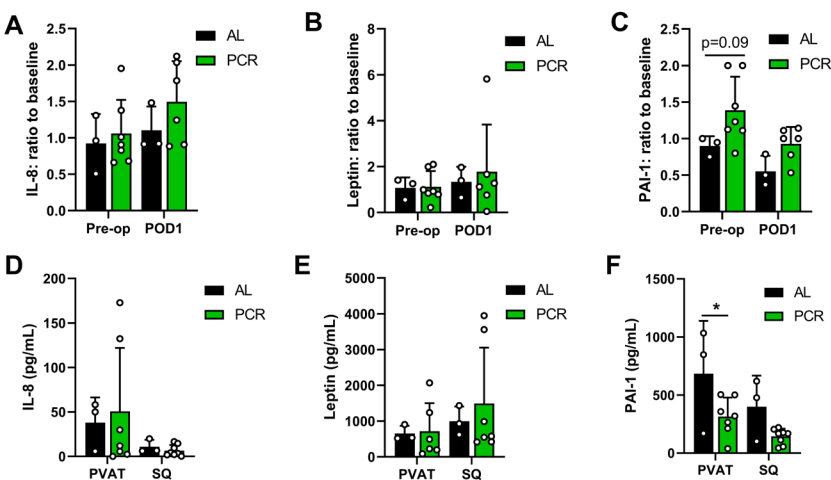 A
IL-8: ratio to baseline
2.5
2.0
1.5
1.0
0.5
0.0
Pre-op POD1
AL
PCR
B
Leptin: ratio to baseline
8
6
4
2
0
Pre-op POD1
AL
PCR
C
PAI-1: ratio to baseline
2.5
2.0
1.5
1.0
0.5
0.0
p=0.09
Pre-op POD1
AL
PCR
D
IL-8 (pg/mL)
200
150
100
50
0
PVAT SQ
AL
PCR
E
Leptin (pg/mL)
5000
4000
3000
2000
1000
0
PVAT SQ
AL
PCR
F
PAI-1 (pg/mL)
1500
1000
500
0
*
PVAT SQ
AL
PCR